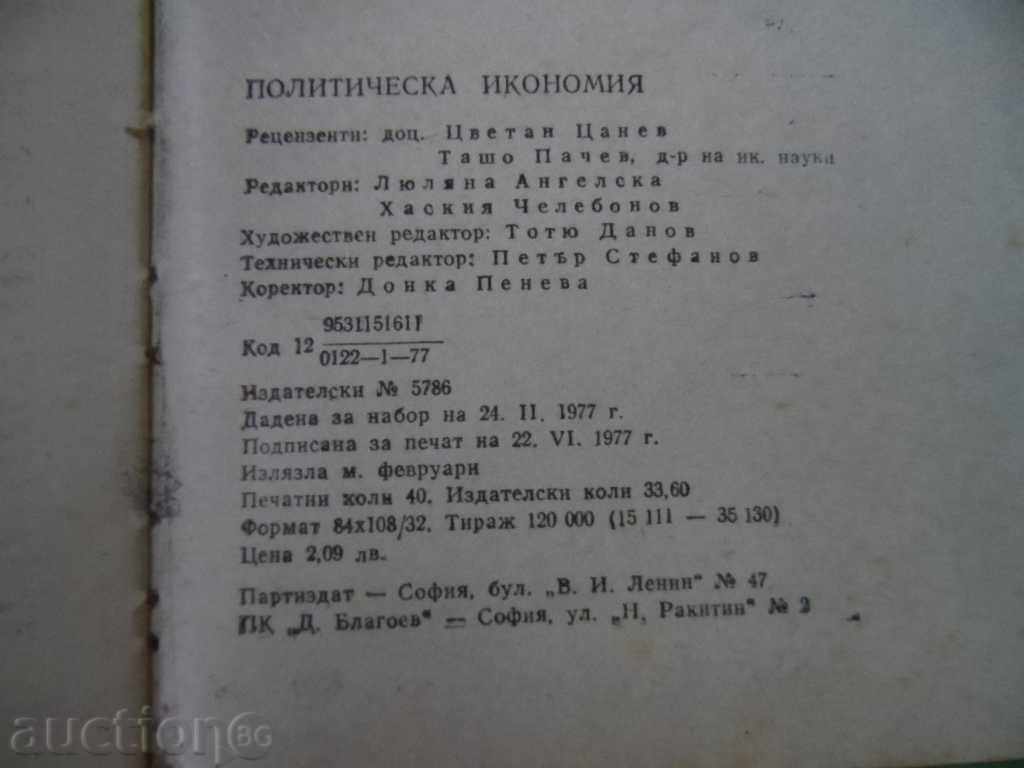 ПОЛИТИЧЕСКА ИКОНОМИЯ
Рецензенти: доц. Цветан Цанев
Ташо Пачев, д-р на ик. науки
Редактори: Люляна Ангелска
Хаския Челебонов
Художествен редактор: Тотю Данов
Технически редактор: Петър Стефанов
Коректор: Донка Пенева
9531151611
Код 12
0122—1—77
Издателски № 5786
Дадена за набор на 24. II. 1977 г.
Подписана за печат на 22. VI. 1977 г.
Излязла м. февруари
Печатни коли 40. Издателски коли 33,60
Формат 84х108/32. Тираж 120 000 (15 111 — 35 130)
Цена 2,09 лв.
Партиздат — София, бул. „В. И. Ленин" № 47
ПК „Д. Благоев" — София, ул. „Н, Ракитин" № 2
auction BG